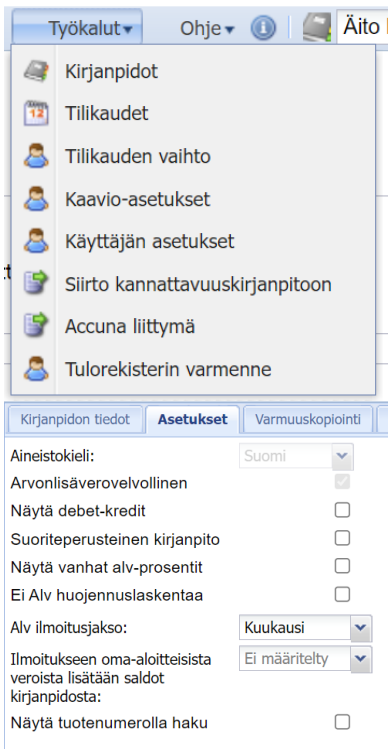 Työkalut Ohje Äito
Kirjanpidot
12 Tilikaudet
Tilikauden vaihto
Kaavio-asetukset
Käyttäjän asetukset
Siirto kannattavuuskirjanpitoon
Accuna liittymä
Tulorekisterin varmenne
Kirjanpidon tiedot Asetukset Varmuuskopiointi
Aineistokieli: Suomi
Arvonlisäverovelvollinen
Näytä debet-kredit
Suoriteperusteinen kirjanpito
Näytä vanhat alv-prosentit
Ei Alv huojennuslaskentaa
Alv ilmoitusjakso: Kuukausi
Ilmoitukseen oma-aloitteisista Ei määritelty
veroista lisätään saldot
kirjanpidosta:
Näytä tuotenumerolla haku